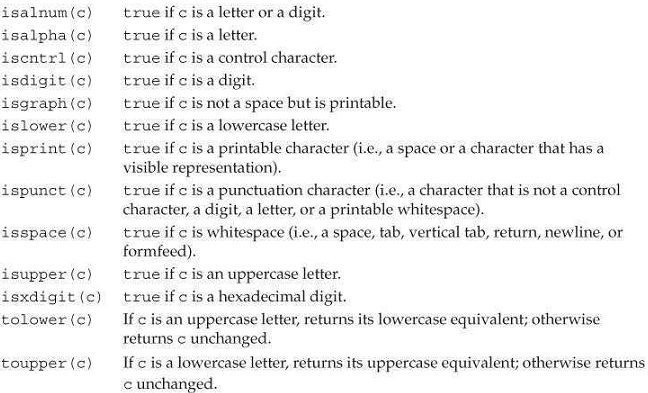 isalnum(c) true if c is a letter or a digit.
isalpha(c) true if c is a letter.
iscntrl(c) true if c is a control character.
isdigit(c) true if c is a digit.
isgraph(c) true if c is not a space but is printable.
islower(c) true if c is a lowercase letter.
isprint(c) true if c is a printable character (i.e., a space or a character that has a
visible representation).
ispunct(c) true if c is a punctuation character (i.e., a character that is not a control
character, a digit, a letter, or a printable whitespace).
isspace(c) true if c is whitespace (i.e., a space, tab, vertical tab, return, newline, or
formfeed).
isupper(c) true if c is an uppercase letter.
isxdigit(c) true if c is a hexadecimal digit.
tolower(c) If c is an uppercase letter, returns its lowercase equivalent; otherwise
returns c unchanged.
toupper(c) If c is a lowercase letter, returns its uppercase equivalent; otherwise returns
c unchanged.